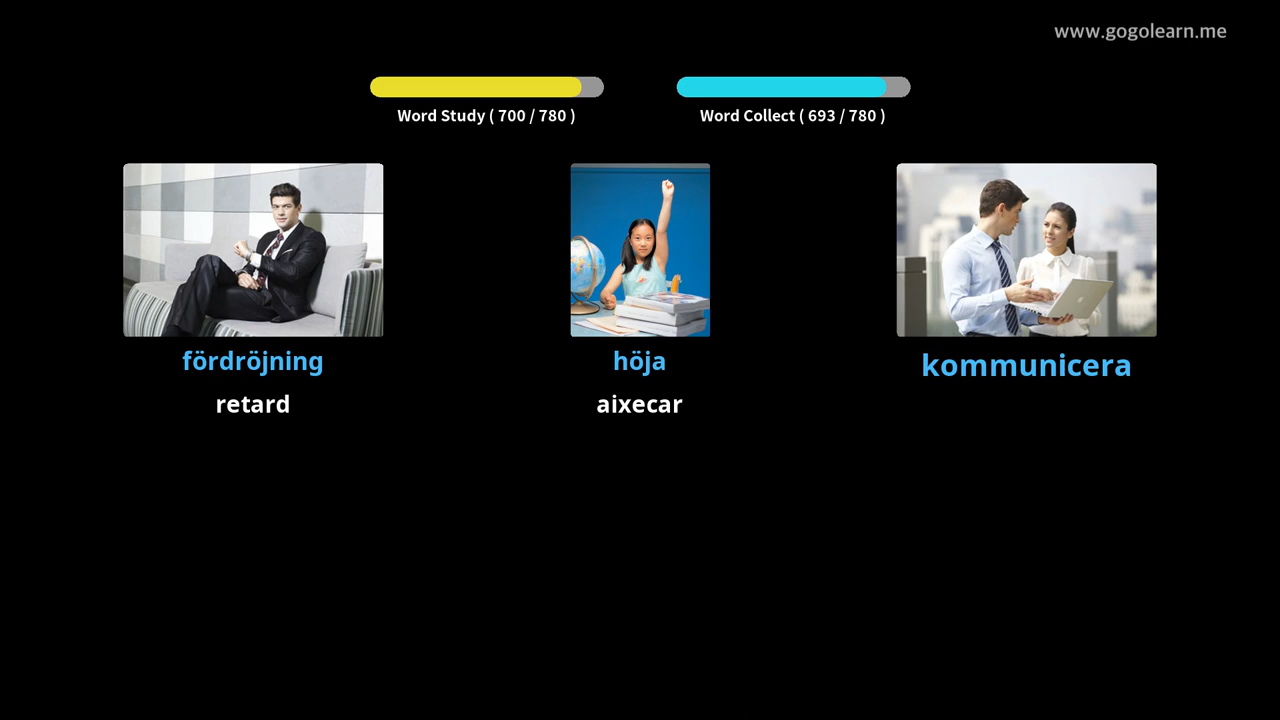 www.gogolearn.me
Word Study ( 700 / 780 )
Word Collect ( 693 / 780 )
fördröjning
retard
höja
aixecar
kommunicera